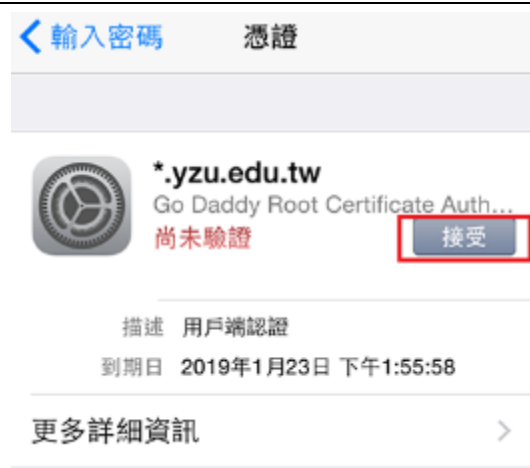 輸入密碼 憑證
*.yzu.edu.tw
Go Daddy Root Certificate Auth...
尚未驗證 接受
描述 用戶端認證
到期日 2019年1月23日 下午1:55:58
更多詳細資訊